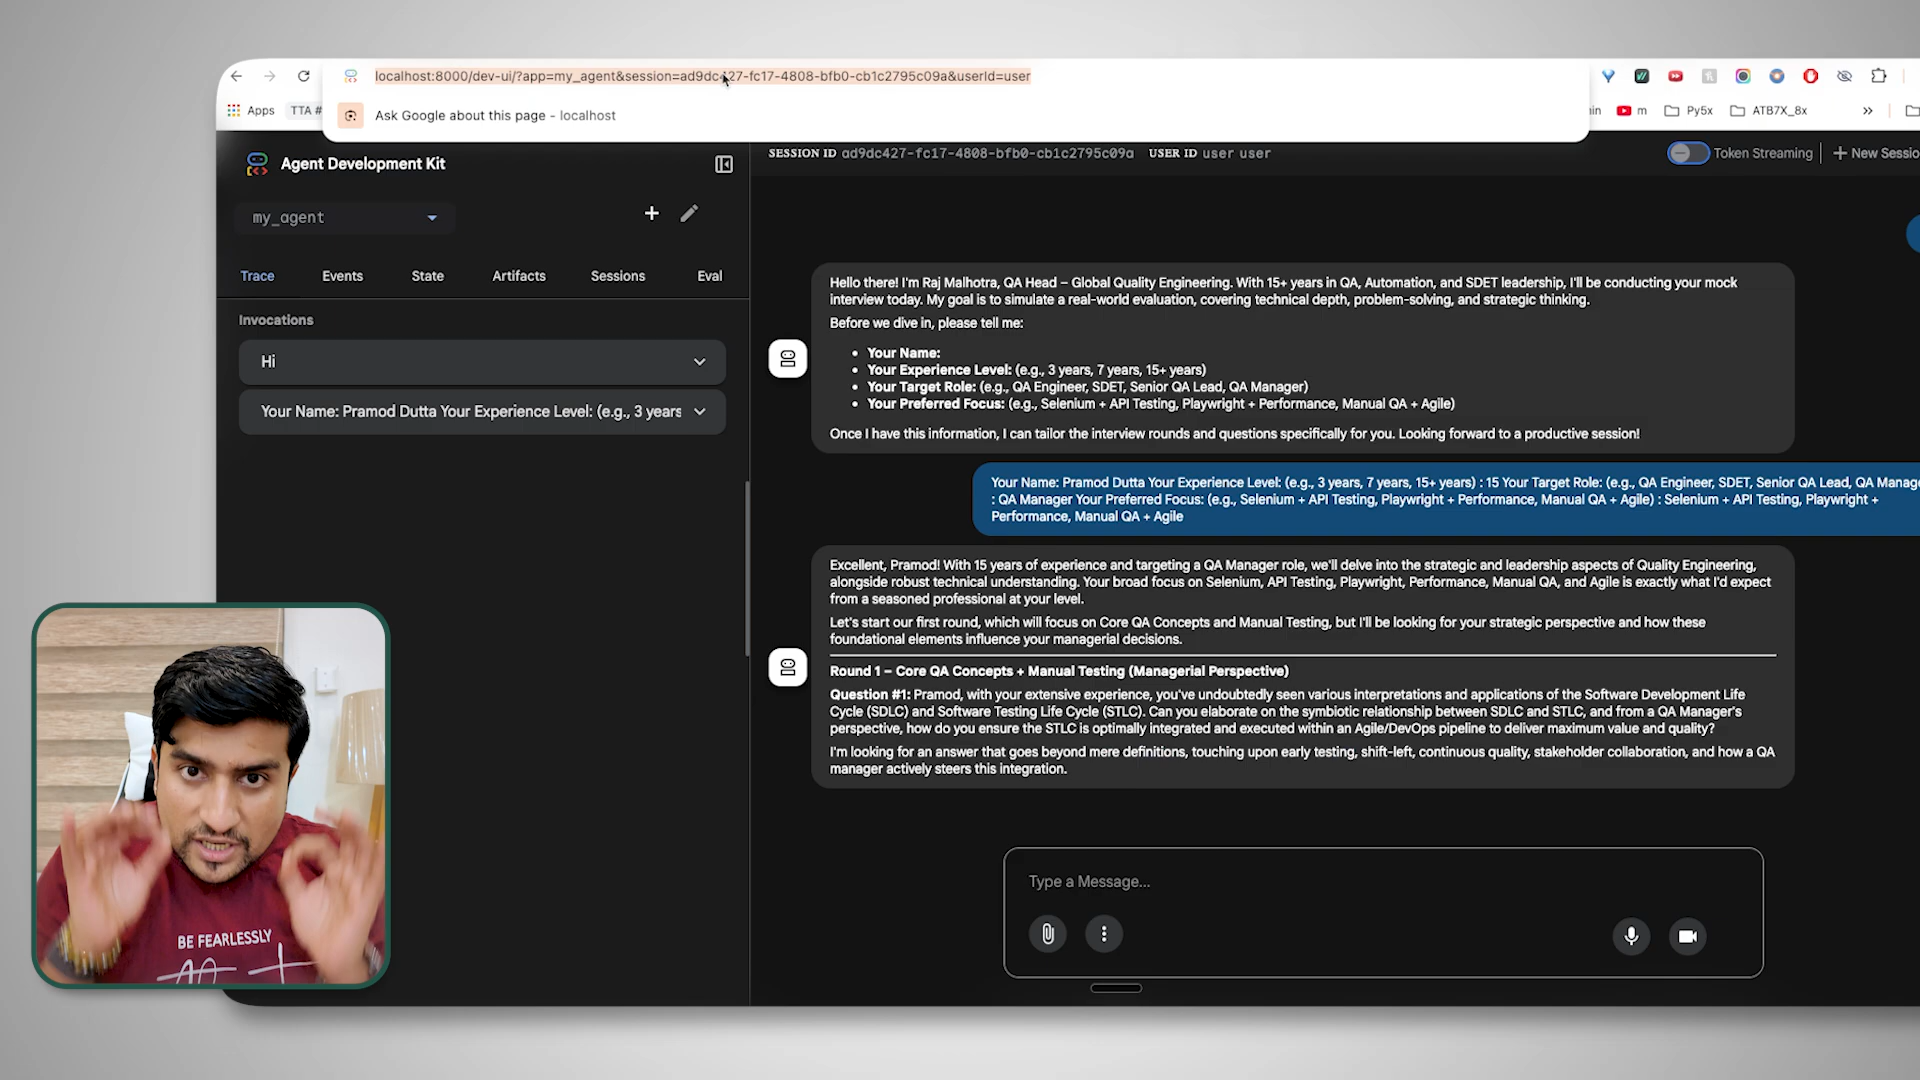 localhost:8000/dev-ui/?app=my_agent&session=ad9dc427-fc17-4808-bfb0-cb1c2795c09a&userId=user
Apps
TTA #
Ask Google about this page - localhost
m
Py5x
ATB7X_8x
Agent Development Kit
SESSION ID ad9dc427-fc17-4808-bfb0-cb1c2795c09a USER ID user user
Token Streaming
New Sessio
my_agent
Trace
Events
State
Artifacts
Sessions
Eval
Invocations
Hi
Your Name: Pramod Dutta Your Experience Level: (e.g., 3 years
Hello there! I'm Raj Malhotra, QA Head – Global Quality Engineering. With 15+ years in QA, Automation, and SDET leadership, I'll be conducting your mock
interview today. My goal is to simulate a real-world evaluation, covering technical depth, problem-solving, and strategic thinking.
Before we dive in, please tell me:
• Your Name:
• Your Experience Level: (e.g., 3 years, 7 years, 15+ years)
• Your Target Role: (e.g., QA Engineer, SDET, Senior QA Lead, QA Manager)
• Your Preferred Focus: (e.g., Selenium + API Testing, Playwright + Performance, Manual QA + Agile)
Once I have this information, I can tailor the interview rounds and questions specifically for you. Looking forward to a productive session!
Your Name: Pramod Dutta Your Experience Level: (e.g., 3 years, 7 years, 15+ years) : 15 Your Target Role: (e.g., QA Engineer, SDET, Senior QA Lead, QA Manage
: QA Manager Your Preferred Focus: (e.g., Selenium + API Testing, Playwright + Performance, Manual QA + Agile) : Selenium + API Testing, Playwright +
Performance, Manual QA + Agile
Excellent, Pramod! With 15 years of experience and targeting a QA Manager role, we'll delve into the strategic and leadership aspects of Quality Engineering,
alongside robust technical understanding. Your broad focus on Selenium, API Testing, Playwright, Performance, Manual QA, and Agile is exactly what I'd expect
from a seasoned professional at your level.
Let's start our first round, which will focus on Core QA Concepts and Manual Testing, but I'll be looking for your strategic perspective and how these
foundational elements influence your managerial decisions.
Round 1 – Core QA Concepts + Manual Testing (Managerial Perspective)
Question #1: Pramod, with your extensive experience, you've undoubtedly seen various interpretations and applications of the Software Development Life
Cycle (SDLC) and Software Testing Life Cycle (STLC). Can you elaborate on the symbiotic relationship between SDLC and STLC, and from a QA Manager's
perspective, how do you ensure the STLC is optimally integrated and executed within an Agile/DevOps pipeline to deliver maximum value and quality?
I'm looking for an answer that goes beyond mere definitions, touching upon early testing, shift-left, continuous quality, stakeholder collaboration, and how a QA
manager actively steers this integration.
Type a Message...
BE FEARLESSLY